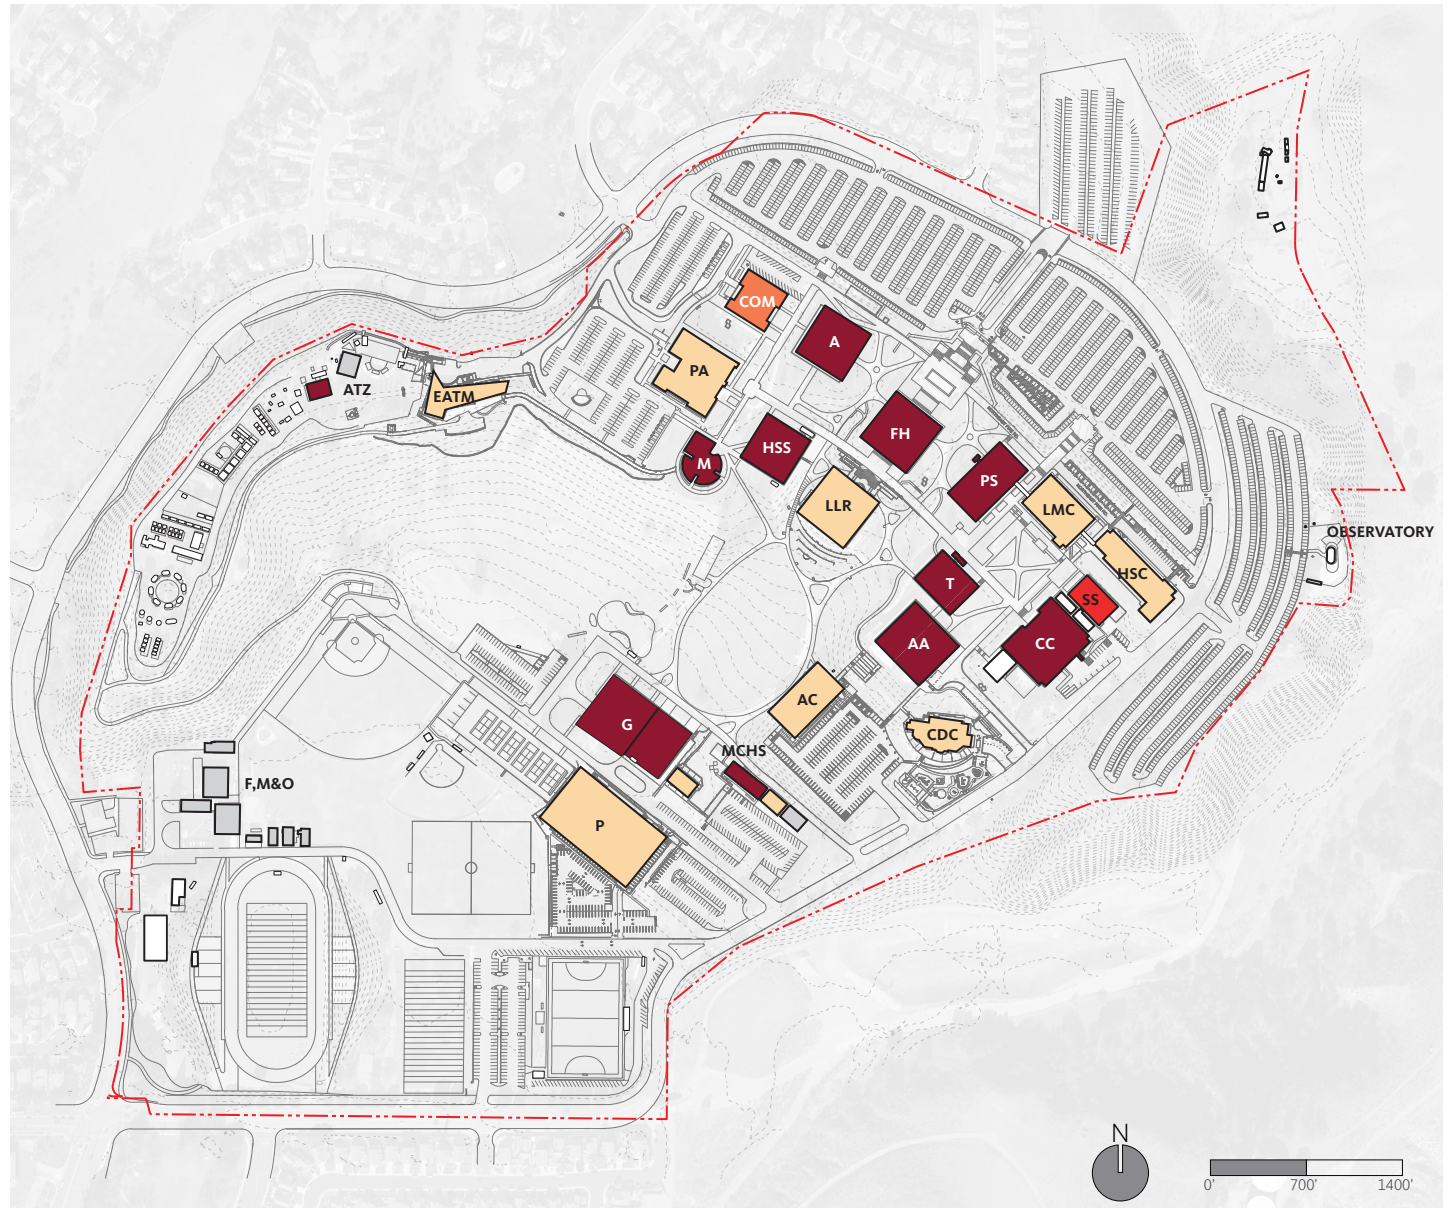 COM
A
PA
ATZ
EATM
FH
HSS
M
PS
LLR
LMC
OBSERVATORY
HSC
T
SS
AA
CC
AC
G
CDC
MCHS
F,M&O
P
N
0' 700' 1400'